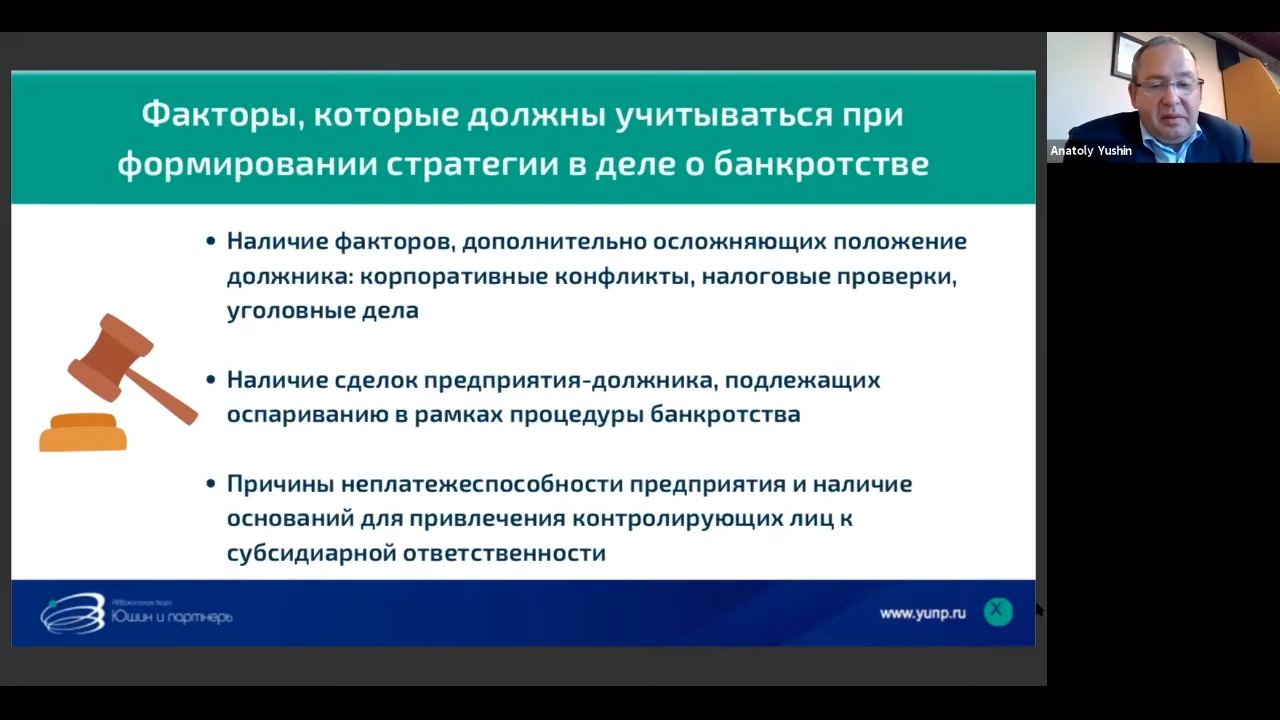 Факторы, которые должны учитываться при
формировании стратегии в деле о банкротстве
• Наличие факторов, дополнительно осложняющих положение
должника: корпоративные конфликты, налоговые проверки,
уголовные дела
• Наличие сделок предприятия-должника, подлежащих
оспариванию в рамках процедуры банкротства
• Причины неплатежеспособности предприятия и наличие
оснований для привлечения контролирующих лиц к
субсидиарной ответственности
Юшин и партнеры
www.yunp.ru
X
Anatoly Yushin